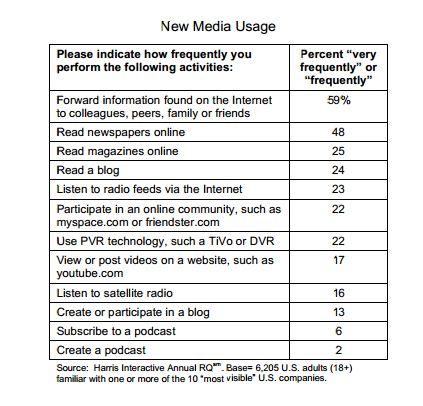 New Media Usage
Please indicate how frequently you
perform the following activities:
Percent “very
frequently” or
“frequently”
Forward information found on the Internet
to colleagues, peers, family or friends
59%
Read newspapers online
48
Read magazines online
25
Read a blog
24
Listen to radio feeds via the Internet
23
Participate in an online community, such as
myspace.com or friendster.com
22
Use PVR technology, such a TiVo or DVR
22
View or post videos on a website, such as
youtube.com
17
Listen to satellite radio
16
Create or participate in a blog
13
Subscribe to a podcast
6
Create a podcast
2
Source: Harris Interactive Annual RQ℠. Base= 6,205 U.S. adults (18+)
familiar with one or more of the 10 “most visible” U.S. companies.